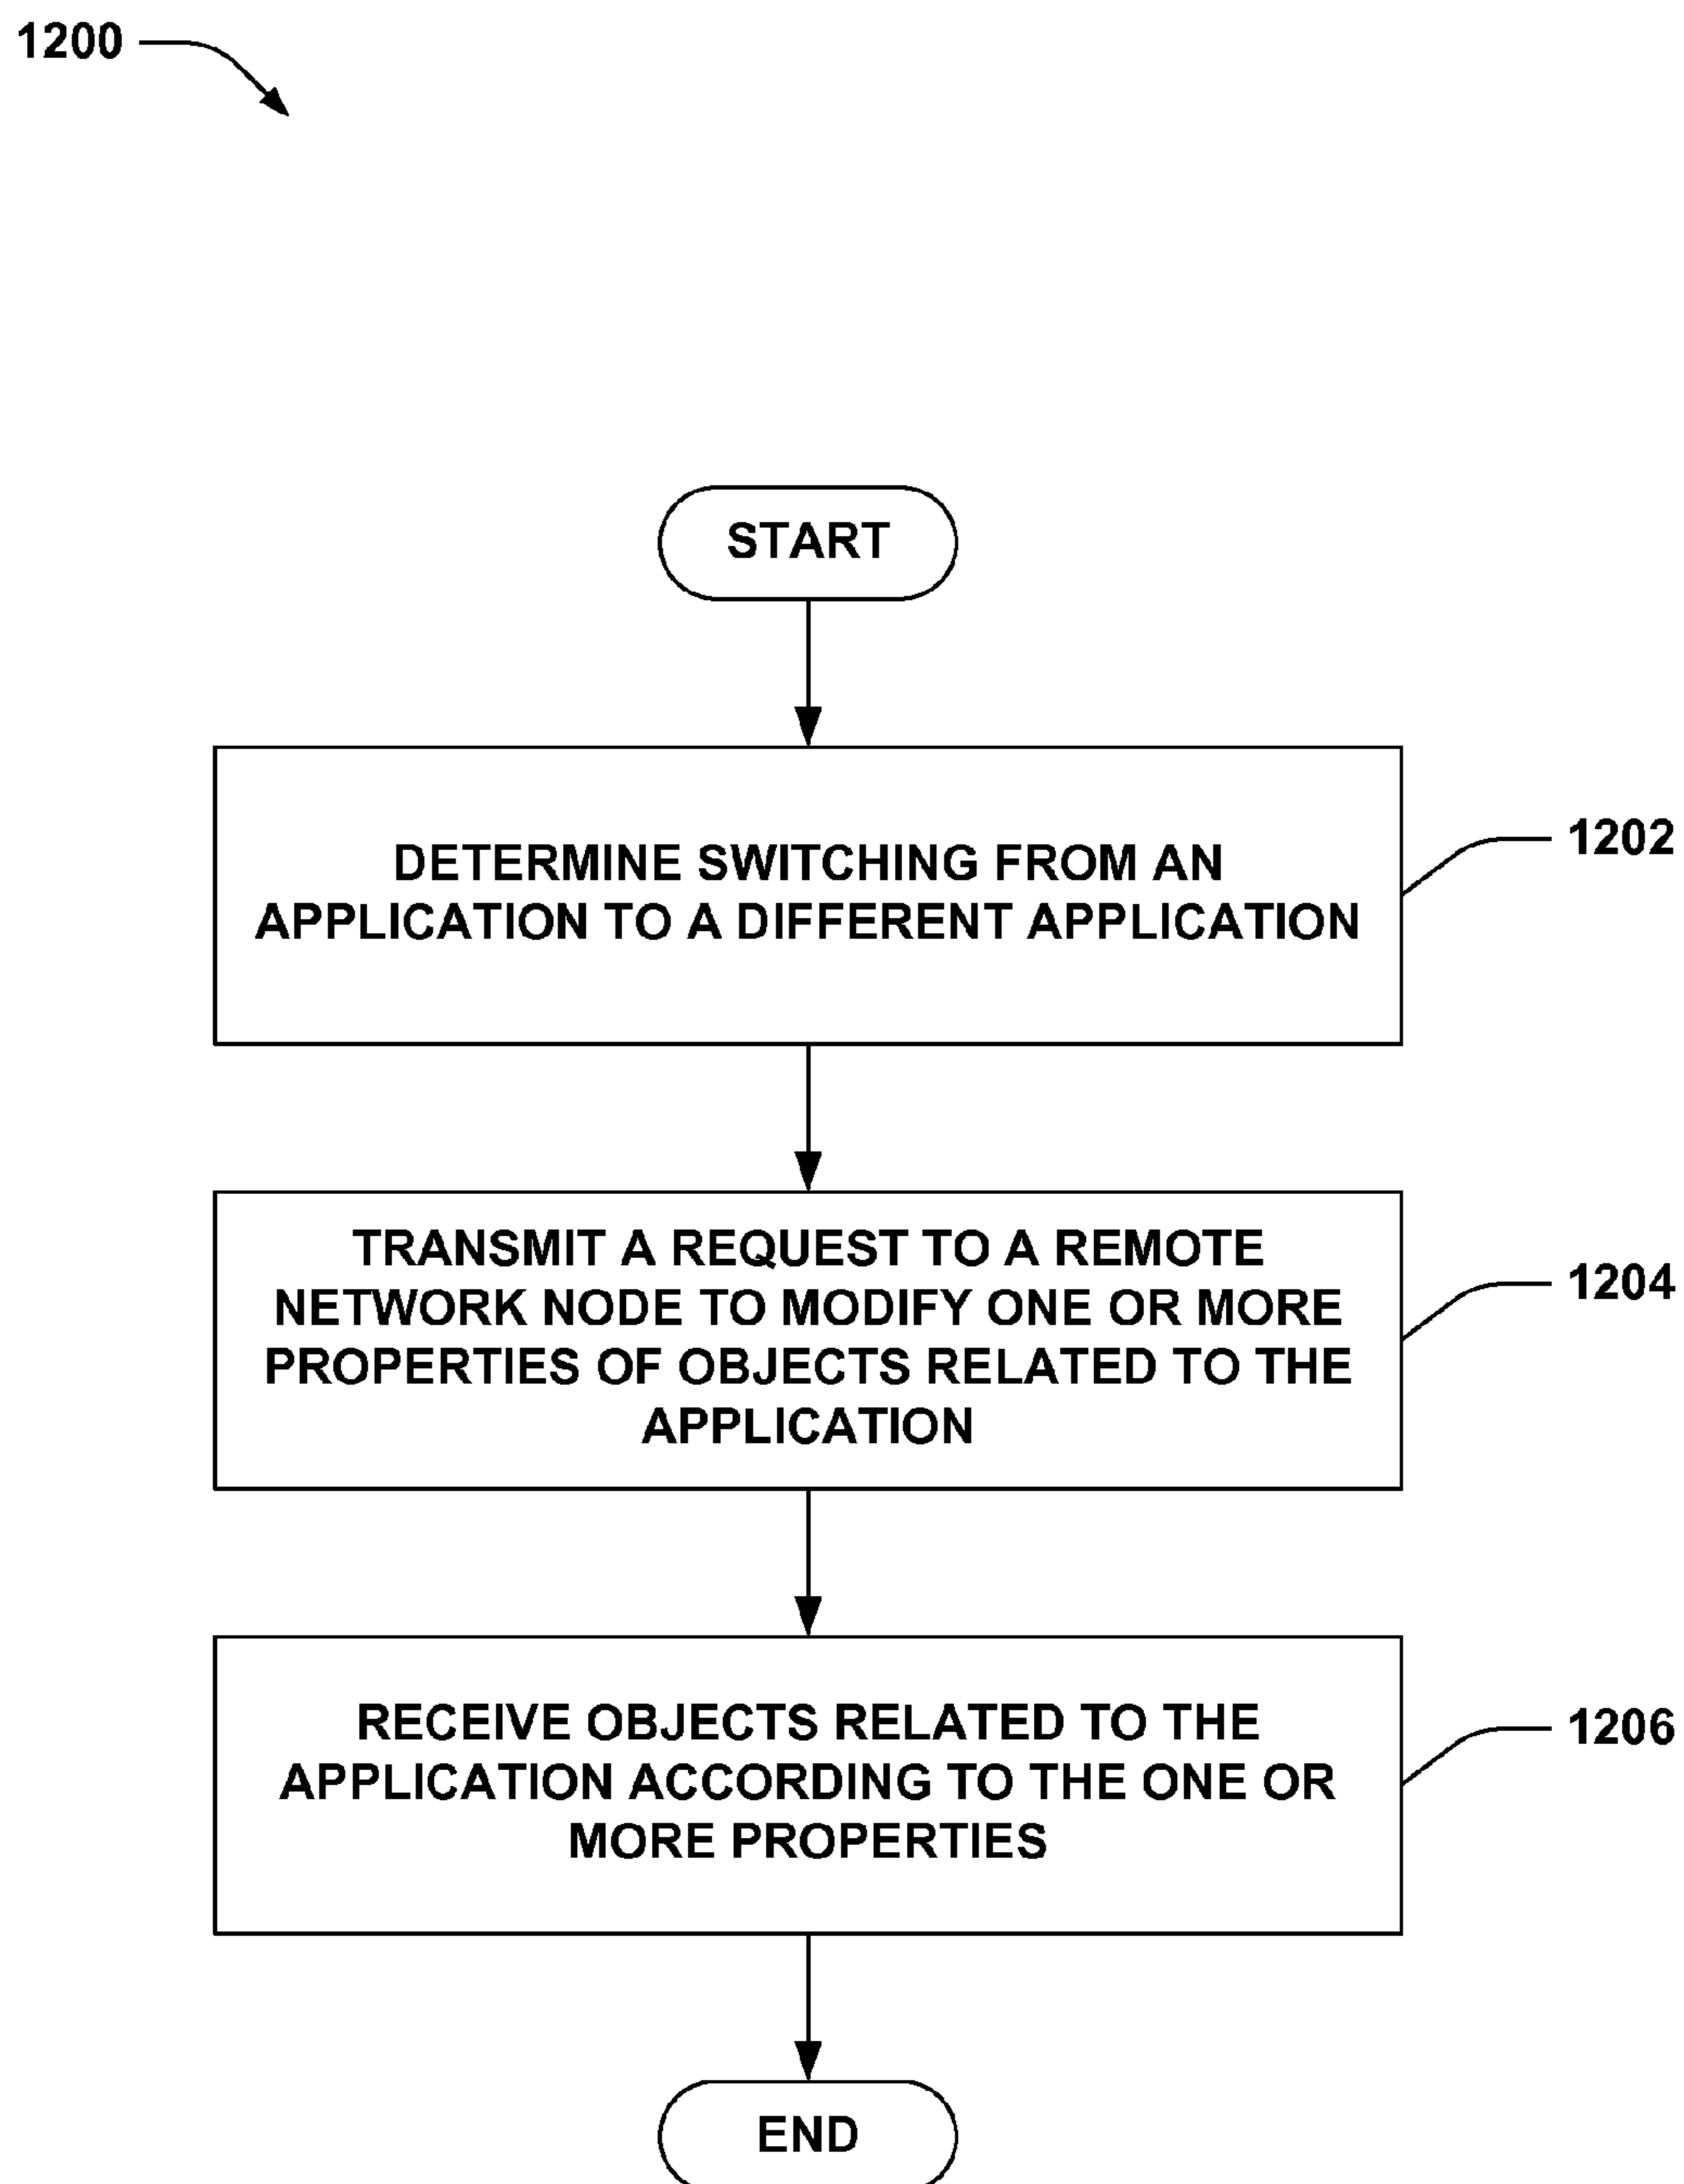 1200
START
DETERMINE SWITCHING FROM AN
APPLICATION TO A DIFFERENT APPLICATION
1202
TRANSMIT A REQUEST TO A REMOTE
NETWORK NODE TO MODIFY ONE OR MORE
PROPERTIES OF OBJECTS RELATED TO THE
APPLICATION
1204
RECEIVE OBJECTS RELATED TO THE
APPLICATION ACCORDING TO THE ONE OR
MORE PROPERTIES
1206
END